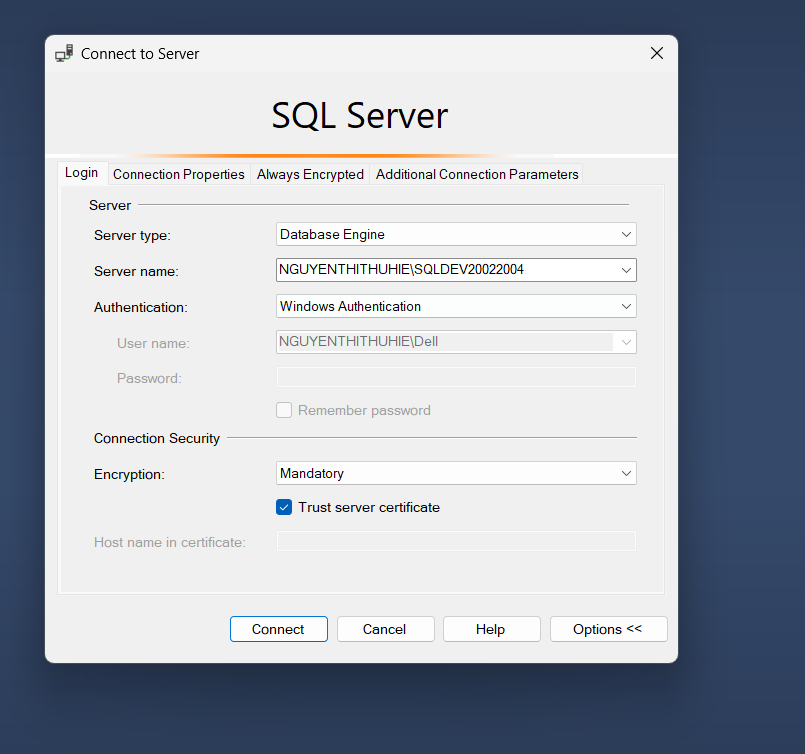 Connect to Server
SQL Server
Login Connection Properties Always Encrypted Additional Connection Parameters
Server
Server type: Database Engine
Server name: NGUYENTHITHUHIE\SQLDEV20022004
Authentication: Windows Authentication
User name: NGUYENTHITHUHIE\Dell
Password:
Remember password
Connection Security
Encryption: Mandatory
Trust server certificate
Host name in certificate:
Connect Cancel Help Options <<